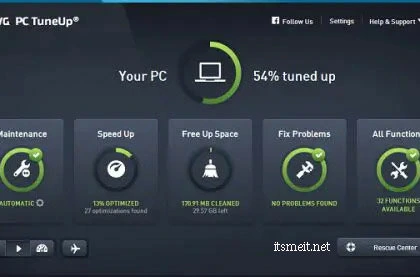 VG PC TuneUp®
Follow Us Settings Help & Support
Your PC 54% tuned up
Maintenance Speed Up Free Up Space Fix Problems All Function
AUTOMATIC 13% OPTIMIZED 170.91 MB CLEANED NO PROBLEMS FOUND 32 FUNCTIONS
27 optimizations found 29.57 GB left AVAILABLE
itsmeit.net
Rescue Center